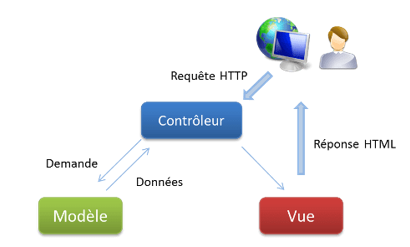 Requête HTTP
Contrôleur
Réponse HTML
Demande
Données
Modèle
Vue